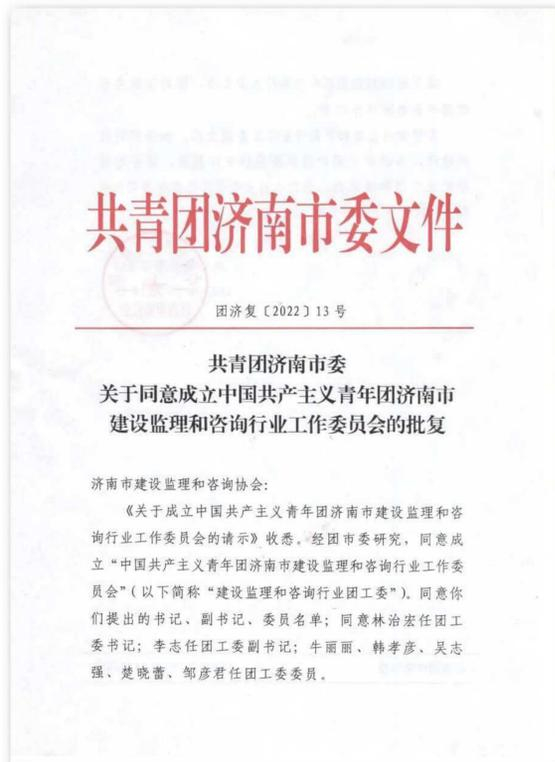 共青团济南市委文件
团济复〔2022〕13号
共青团济南市委
关于同意成立中国共产主义青年团济南市
建设监理和咨询行业工作委员会的批复
济南市建设监理和咨询协会：
《关于成立中国共产主义青年团济南市建设监理和咨
询行业工作委员会的请示》收悉。经团市委研究，同意成
立“中国共产主义青年团济南市建设监理和咨询行业工作委
员会”（以下简称“建设监理和咨询行业团工委”）。同意你
们提出的书记、副书记、委员名单；同意林治宏任团工
委书记；李志任团工委副书记；牛丽丽、韩孝彦、吴志
强、楚晓蕾、邹彦君任团工委委员。